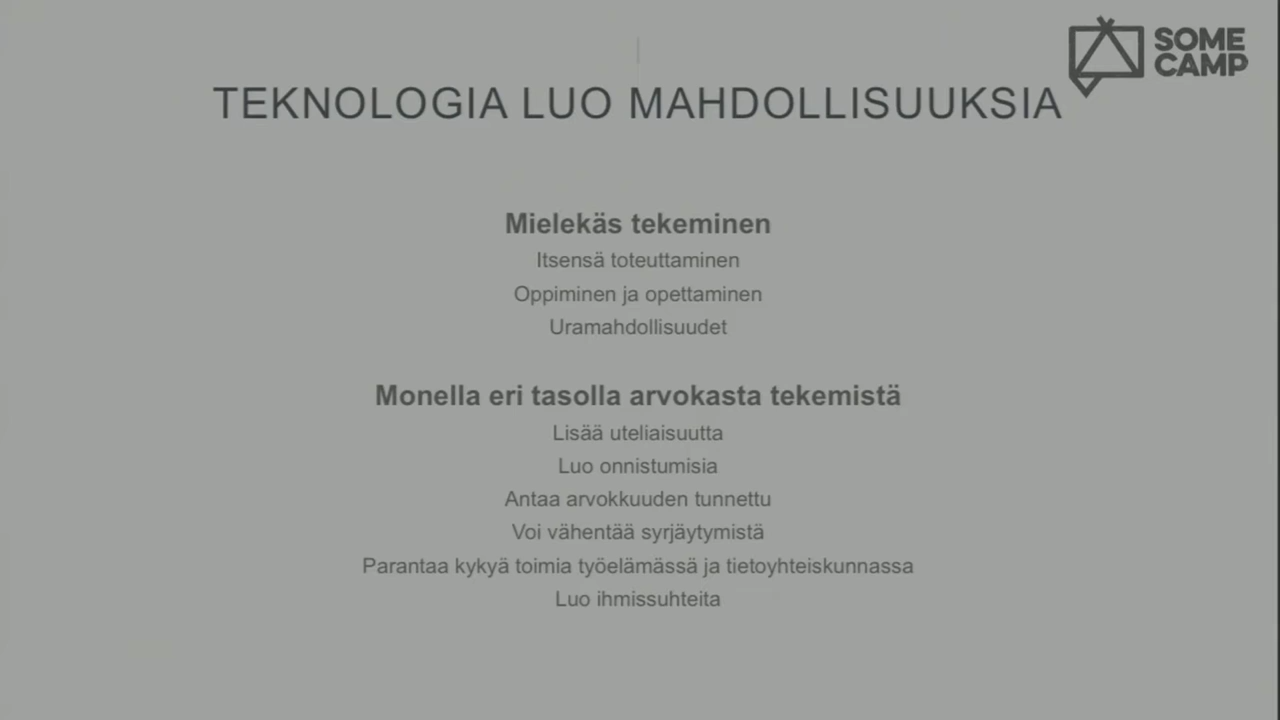 SOME
CAMP
TEKNOLOGIA LUO MAHDOLLISUUKSIA
Mielekäs tekeminen
Itsensä toteuttaminen
Oppiminen ja opettaminen
Uramahdollisuudet
Monella eri tasolla arvokasta tekemistä
Lisää uteliaisuutta
Luo onnistumisia
Antaa arvokkuuden tunnettu
Voi vähentää syrjäytymistä
Parantaa kykyä toimia työelämässä ja tietoyhteiskunnassa
Luo ihmissuhteita